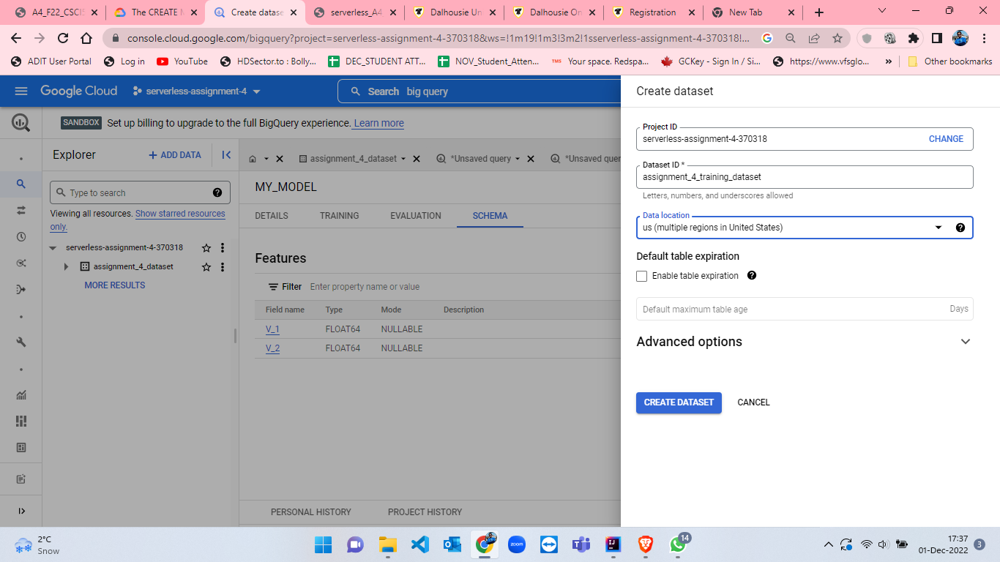 A4_F22_CSCI5
The CREATE M
Create datase
serverless_A4
Dalhousie Un
Dalhousie On
Registration
New Tab
console.cloud.google.com/bigquery?project=serverless-assignment-4-370318&ws=!1m19!1m3!3m2!1sserverless-assignment-4-370318!...
ADIT User Portal
Log in
YouTube
HDSector.to : Bolly...
DEC_STUDENT ATT...
NOV_Student_Atten...
Your space. Redspa...
GCKey - Sign In / Si...
https://www.vfsglo...
»
Other bookmarks
Google Cloud
serverless-assignment-4
Search big query
SANDBOX Set up billing to upgrade to the full BigQuery experience. Learn more
Explorer
+ ADD DATA
Type to search
Viewing all resources. Show starred resources
only.
serverless-assignment-4-370318
assignment_4_dataset
MORE RESULTS
assignment_4_dataset
*Unsaved query
*Unsaved quer
MY_MODEL
DETAILS
TRAINING
EVALUATION
SCHEMA
Features
Filter Enter property name or value
Field name Type Mode Description
V_1 FLOAT64 NULLABLE
V_2 FLOAT64 NULLABLE
PERSONAL HISTORY
PROJECT HISTORY
Create dataset
Project ID
serverless-assignment-4-370318
CHANGE
Dataset ID *
assignment_4_training_dataset
Letters, numbers, and underscores allowed
Data location
us (multiple regions in United States)
Default table expiration
Enable table expiration
Default maximum table age
Days
Advanced options
CREATE DATASET
CANCEL
2°C
Snow
zoom
14
17:37
01-Dec-2022
3